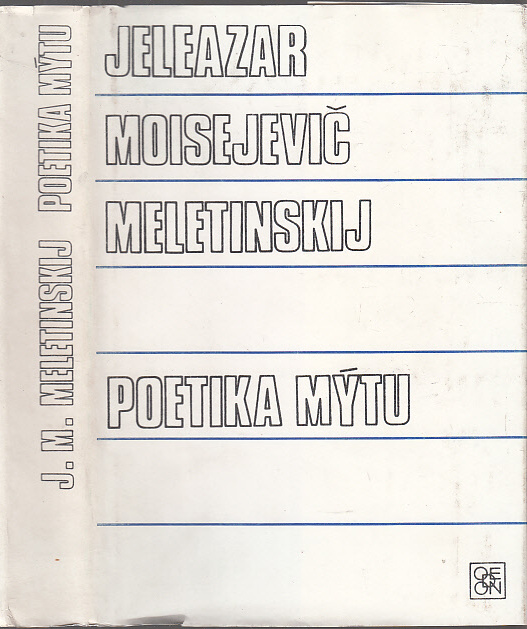 J. M. MELETINSKIJ POETIKA MÝTU
JELEAZAR
MOISEJEVIČ
MELETINSKIJ
POETIKA MÝTU
ODEON